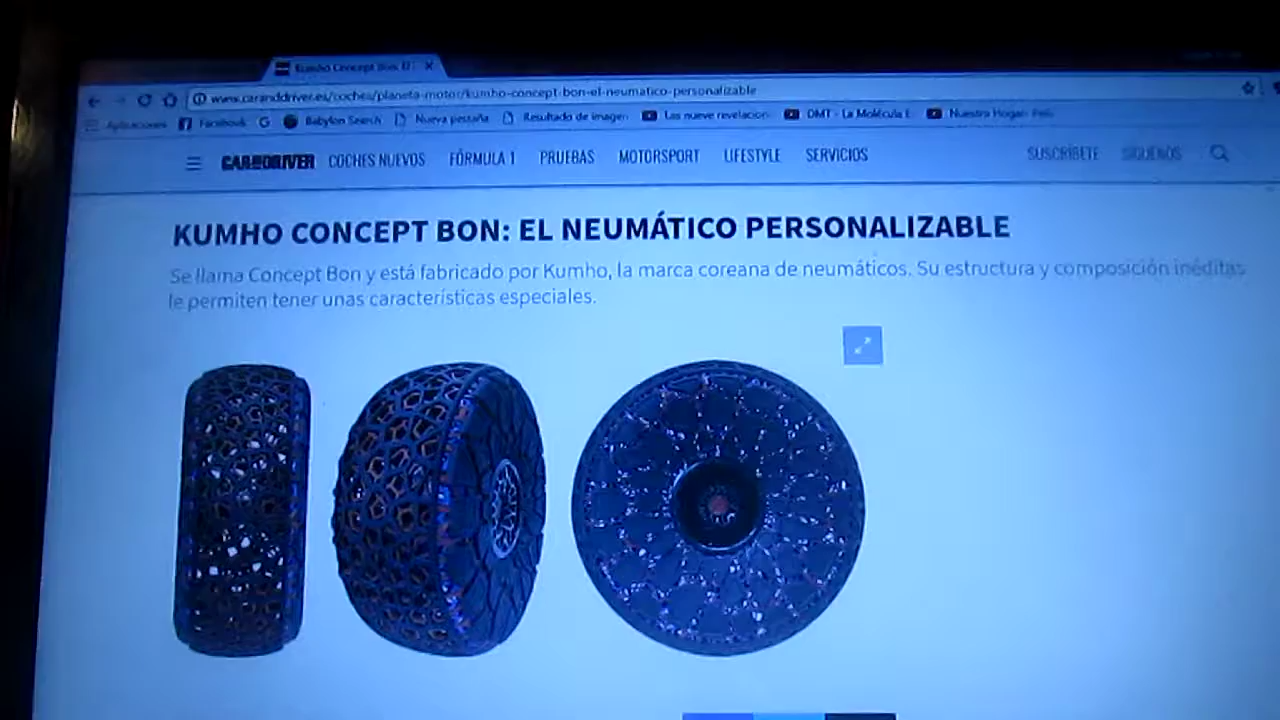 Kumho Concept Bon: El
www.caranddriver.es/coches/planeta-motor/kumho-concept-bon-el-neumatico-personalizable
Aplicaciones Facebook G Babylon Search Nueva pestaña Resultado de imagen Las nueve revelacion DMT - La Molécula E Nuestro Hogar
CARANDDRIVER COCHES NUEVOS FÓRMULA 1 PRUEBAS MOTORSPORT LIFESTYLE SERVICIOS SUSCRÍBETE SÍGUENOS
KUMHO CONCEPT BON: EL NEUMÁTICO PERSONALIZABLE
Se llama Concept Bon y está fabricado por Kumho, la marca coreana de neumáticos. Su estructura y composición inéditas
le permiten tener unas características especiales.